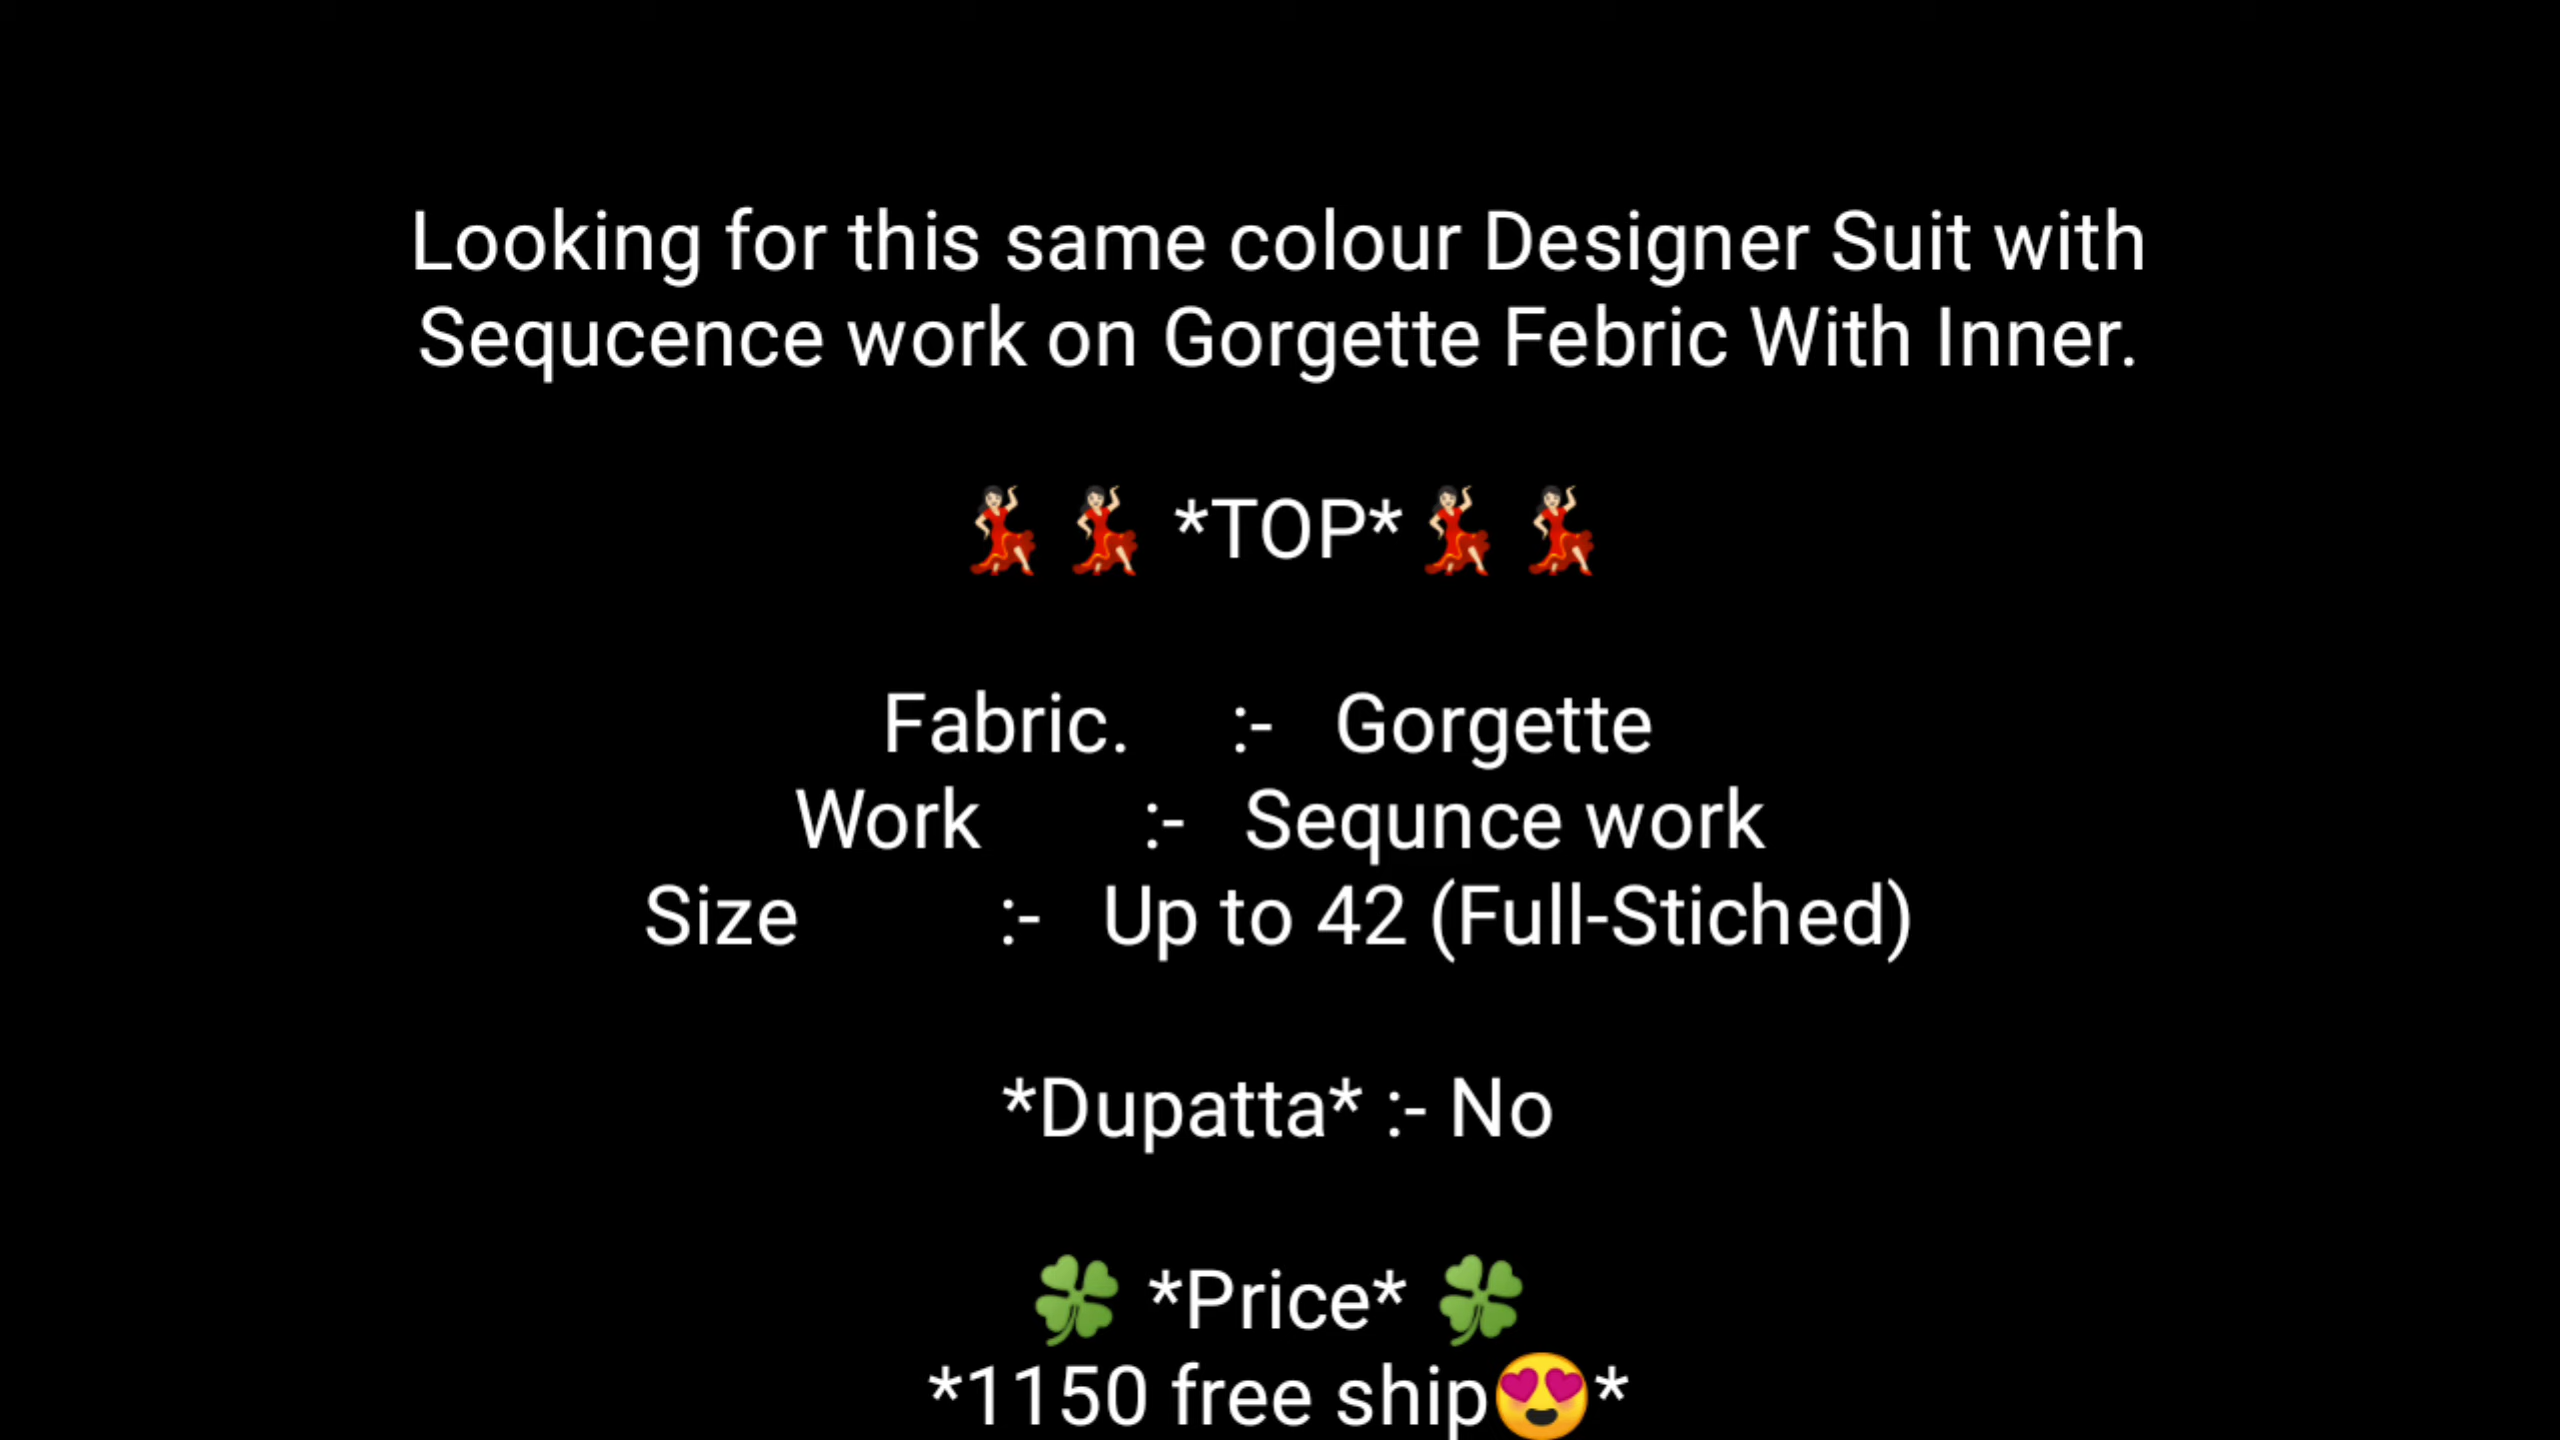 Looking for this same colour Designer Suit with
Sequcence work on Gorgette Febric With Inner.
💃🏻💃🏻 *TOP*💃🏻💃🏻
Fabric. :- Gorgette
Work :- Sequnce work
Size :- Up to 42 (Full-Stiched)
*Dupatta* :- No
🍀 *Price* 🍀
*1150 free ship😍*